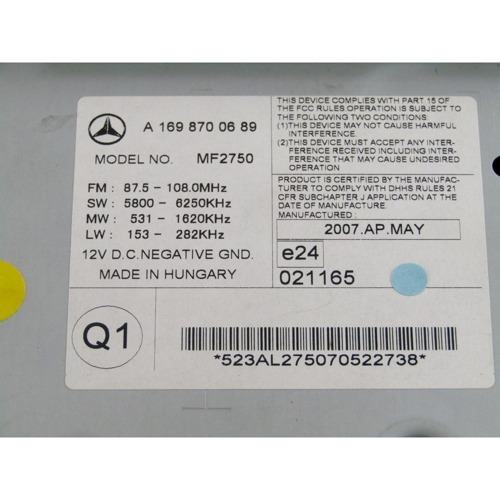 A 169 870 06 89
MODEL NO. MF2750
FM : 87.5 - 108.0MHz
SW : 5800 - 6250KHz
MW : 531 - 1620KHz
LW : 153 - 282KHz
12V D.C.NEGATIVE GND.
MADE IN HUNGARY
THIS DEVICE COMPLIES WITH PART 15 OF
THE FCC RULES OPERATION IS SUBJECT TO
THE FOLLOWING TWO CONDITIONS:
(1)THIS DEVICE MAY NOT CAUSE HARMFUL
INTERFERENCE.
(2)THIS DEVICE MAY ACCEPT ANY INTER-
FERENCE RECEIVED INCLUDING INTER-
FERENCE THAT MAY CAUSE UNDESIRED
OPERATION
PRODUCT IS CERTIFIED BY THE MANUFAC-
TURER TO COMPLY WITH DHHS RULES 21
CFR SUBCHAPTER J APPLICATION AT THE
DATE OF MANUFACTURE.
MANUFACTURED :
2007.AP.MAY
e24
021165
Q1
*523AL275070522738*